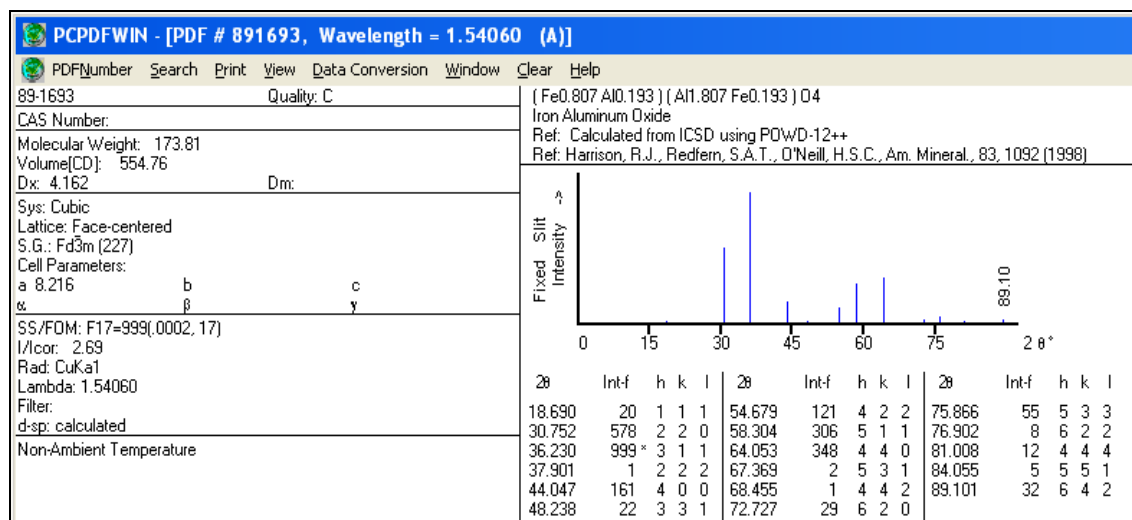 PCPDFWIN - [PDF # 891693, Wavelength = 1.54060 (A)]
PDFNumber Search Print View Data Conversion Window Clear Help
89-1693 Quality: C
CAS Number:
Molecular Weight: 173.81
Volume[CD]: 554.76
Dx: 4.162 Dm:
Sys: Cubic
Lattice: Face-centered
S.G.: Fd3̅m (227)
Cell Parameters:
a 8.216 b c
α β γ
SS/FOM: F17=999(.0002, 17)
I/Icor: 2.69
Rad: CuKa1
Lambda: 1.54060
Filter:
d-sp: calculated
Non-Ambient Temperature
( Fe0.807 Al0.193 ) ( Al1.807 Fe0.193 ) O4
Iron Aluminum Oxide
Ref: Calculated from ICSD using POWD-12++
Ref: Harrison, R.J., Redfern, S.A.T., O'Neill, H.S.C., Am. Mineral., 83, 1092 (1998)
Fixed Slit
Intensity ->
89.10
0 15 30 45 60 75 2 θ°
2θ Int-f h k l 2θ Int-f h k l 2θ Int-f h k l
18.690 20 1 1 1 54.679 121 4 2 2 75.866 55 5 3 3
30.752 578 2 2 0 58.304 306 5 1 1 76.902 8 6 2 2
36.230 999 * 3 1 1 64.053 348 4 4 0 81.008 12 4 4 4
37.901 1 2 2 2 67.369 2 5 3 1 84.055 5 5 5 1
44.047 161 4 0 0 68.455 1 4 4 2 89.101 32 6 4 2
48.238 22 3 3 1 72.727 29 6 2 0